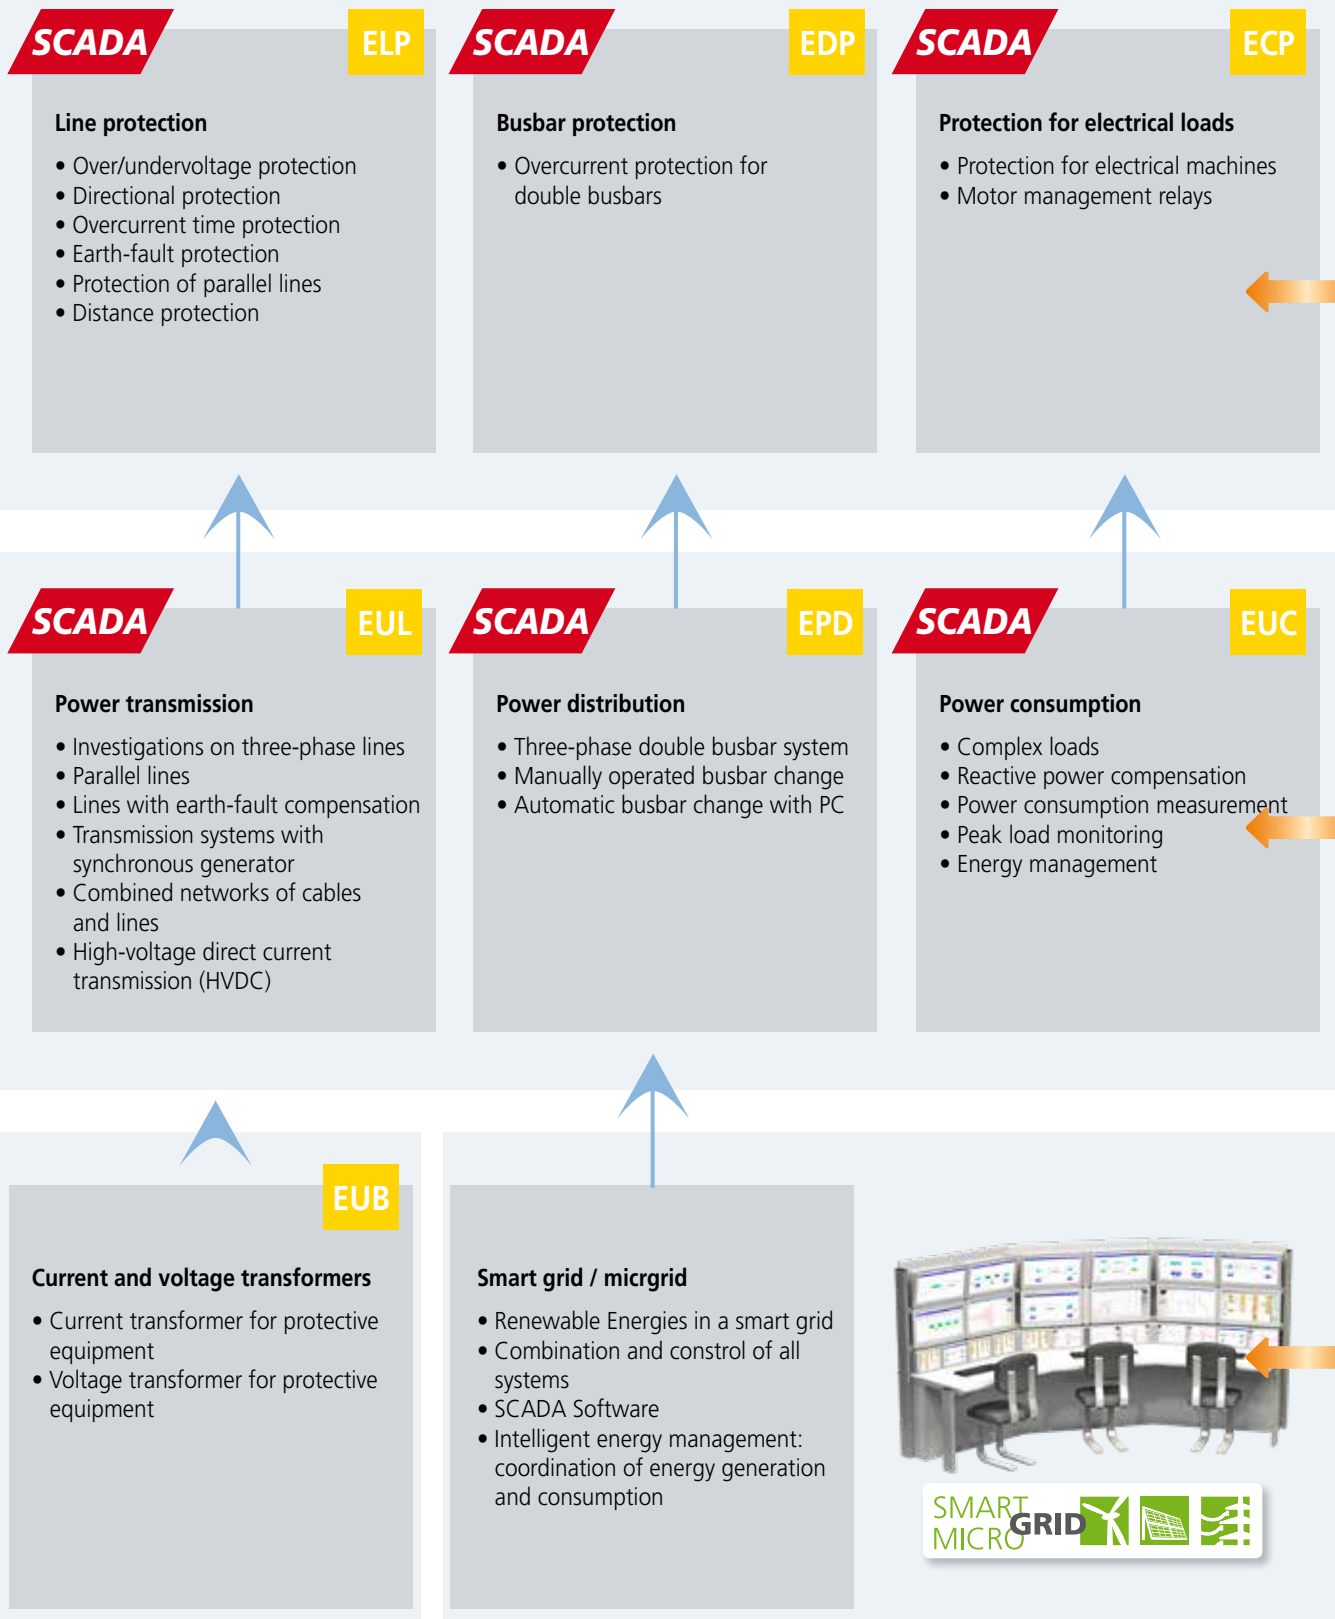 SCADA
ELP
Line protection
• Over/undervoltage protection
• Directional protection
• Overcurrent time protection
• Earth-fault protection
• Protection of parallel lines
• Distance protection
SCADA
EDP
Busbar protection
• Overcurrent protection for
double busbars
SCADA
ECP
Protection for electrical loads
• Protection for electrical machines
• Motor management relays
SCADA
EUL
Power transmission
• Investigations on three-phase lines
• Parallel lines
• Lines with earth-fault compensation
• Transmission systems with
synchronous generator
• Combined networks of cables
and lines
• High-voltage direct current
transmission (HVDC)
SCADA
EPD
Power distribution
• Three-phase double busbar system
• Manually operated busbar change
• Automatic busbar change with PC
SCADA
EUC
Power consumption
• Complex loads
• Reactive power compensation
• Power consumption measurement
• Peak load monitoring
• Energy management
EUB
Current and voltage transformers
• Current transformer for protective
equipment
• Voltage transformer for protective
equipment
Smart grid / micrgrid
• Renewable Energies in a smart grid
• Combination and constrol of all
systems
• SCADA Software
• Intelligent energy management:
coordination of energy generation
and consumption
SMART
MICRO
GRID